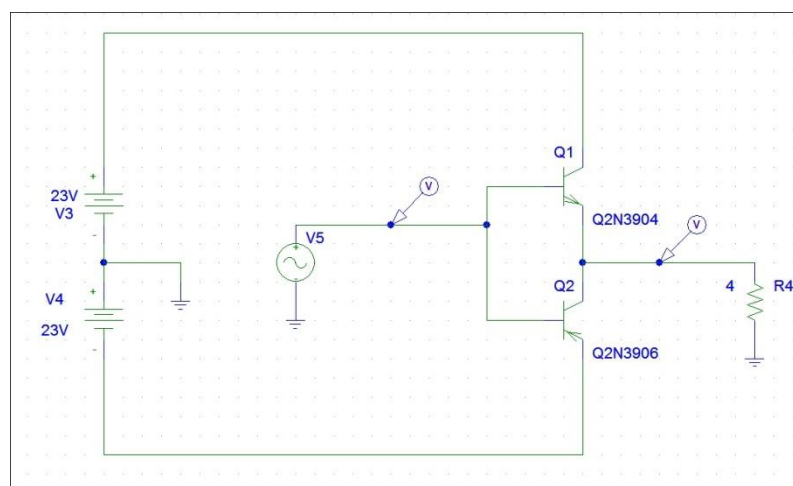 Q1
+
23V
V3
-
V
V
V5
+
-
Q2N3904
V4
+
23V
-
Q2
4
R4
Q2N3906